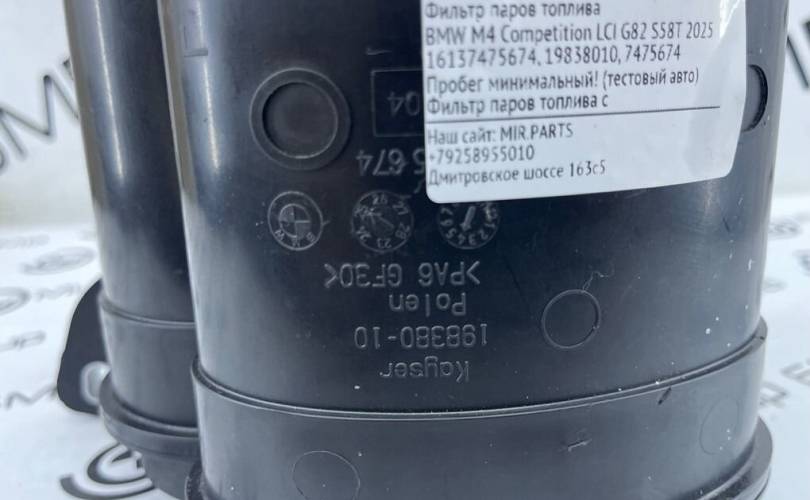 Фильтр паров топлива
BMW M4 Competition LCI G82 S58T 2025
16137475674, 19838010, 7475674
Пробег минимальный! (тестовый авто)
Фильтр паров топлива с
Наш сайт: MIR.PARTS
+79258955010
Дмитровское шоссе 163с5
04
5 674
BMW
>PA6 GF30<
Polen
198380-10
Kayser